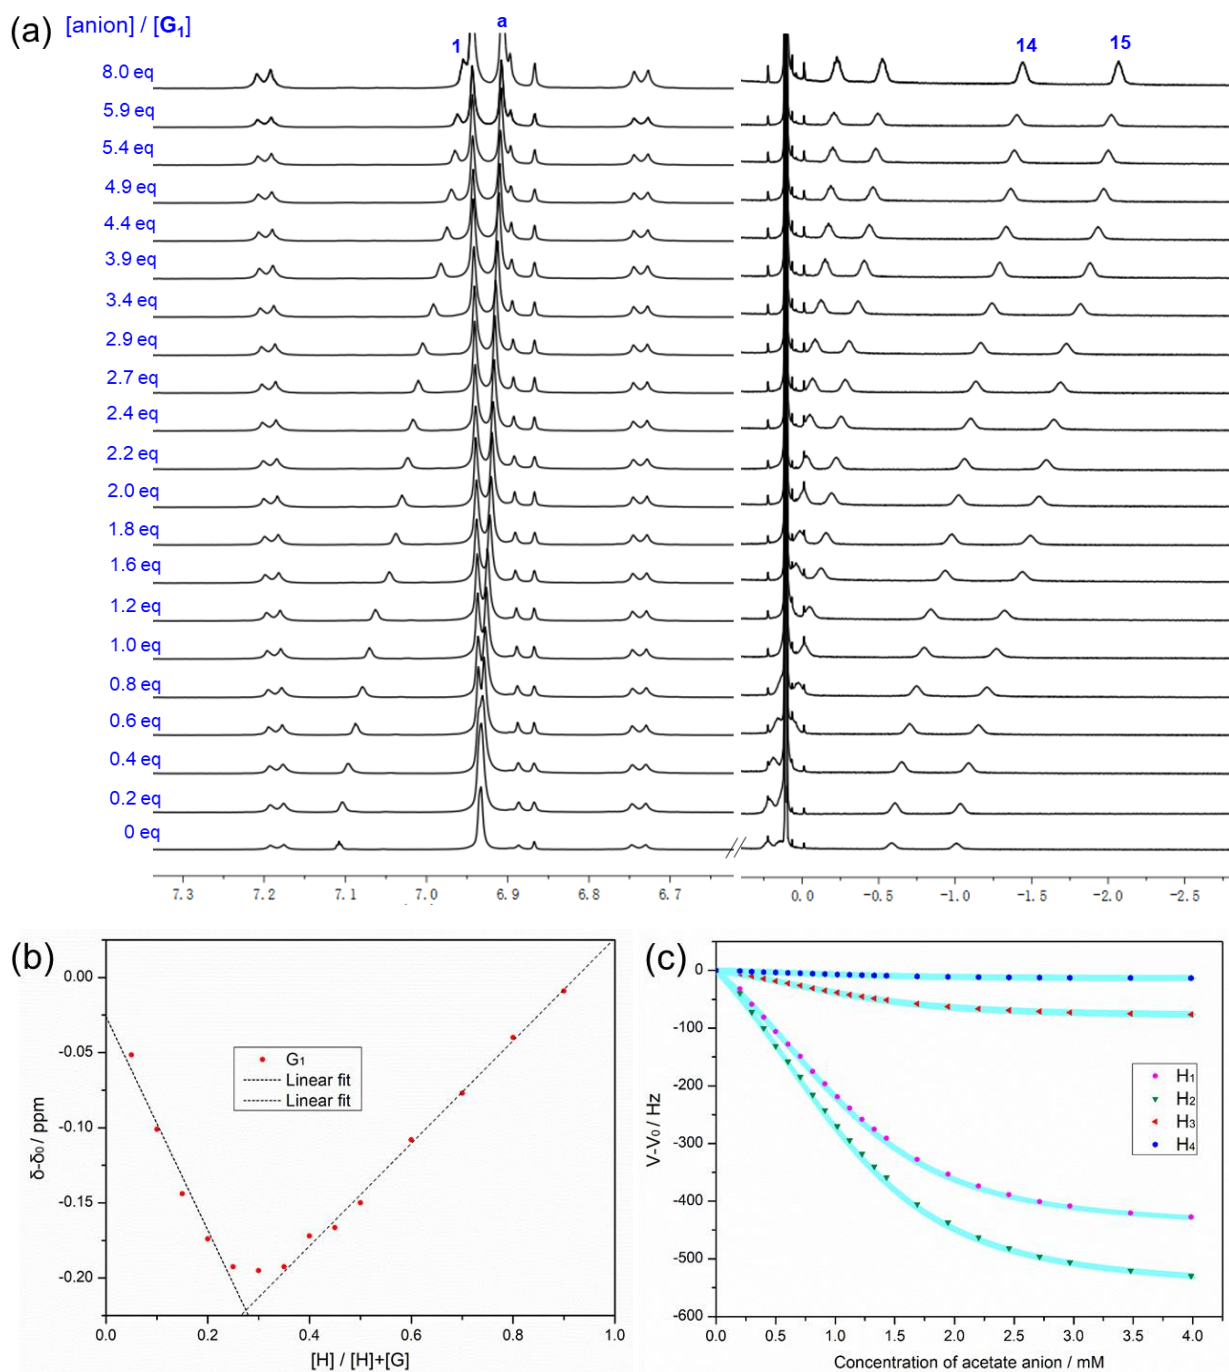 (a) [anion] / [G₁]
1 a 14 15
8.0 eq
5.9 eq
5.4 eq
4.9 eq
4.4 eq
3.9 eq
3.4 eq
2.9 eq
2.7 eq
2.4 eq
2.2 eq
2.0 eq
1.8 eq
1.6 eq
1.2 eq
1.0 eq
0.8 eq
0.6 eq
0.4 eq
0.2 eq
0 eq
7.3 7.2 7.1 7.0 6.9 6.8 6.7 0.0 -0.5 -1.0 -1.5 -2.0 -2.5
(b)
0.00
-0.05
-0.10
-0.15
-0.20
δ-δ₀ / ppm
G₁
Linear fit
Linear fit
0.0 0.2 0.4 0.6 0.8 1.0
[H] / [H]+[G]
(c)
0
-100
-200
-300
-400
-500
-600
V-V₀ / Hz
H₁
H₂
H₃
H₄
0.0 0.5 1.0 1.5 2.0 2.5 3.0 3.5 4.0
Concentration of acetate anion / mM